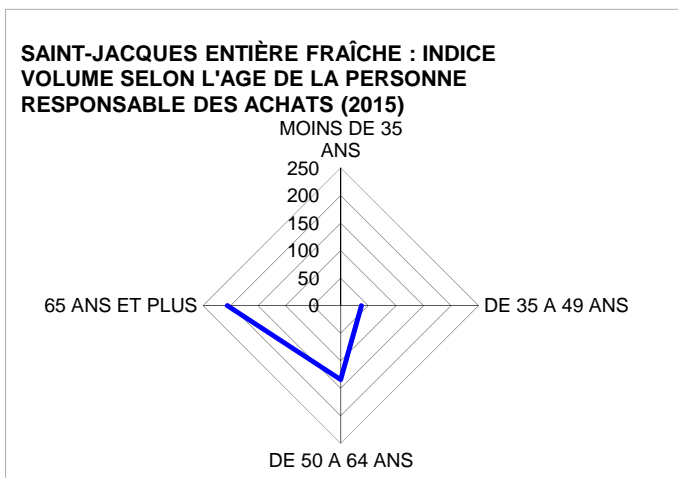 SAINT-JACQUES ENTIÈRE FRAÎCHE : INDICE
VOLUME SELON L'AGE DE LA PERSONNE
RESPONSABLE DES ACHATS (2015)
MOINS DE 35
ANS
250
200
150
100
50
0
65 ANS ET PLUS
DE 35 A 49 ANS
DE 50 A 64 ANS